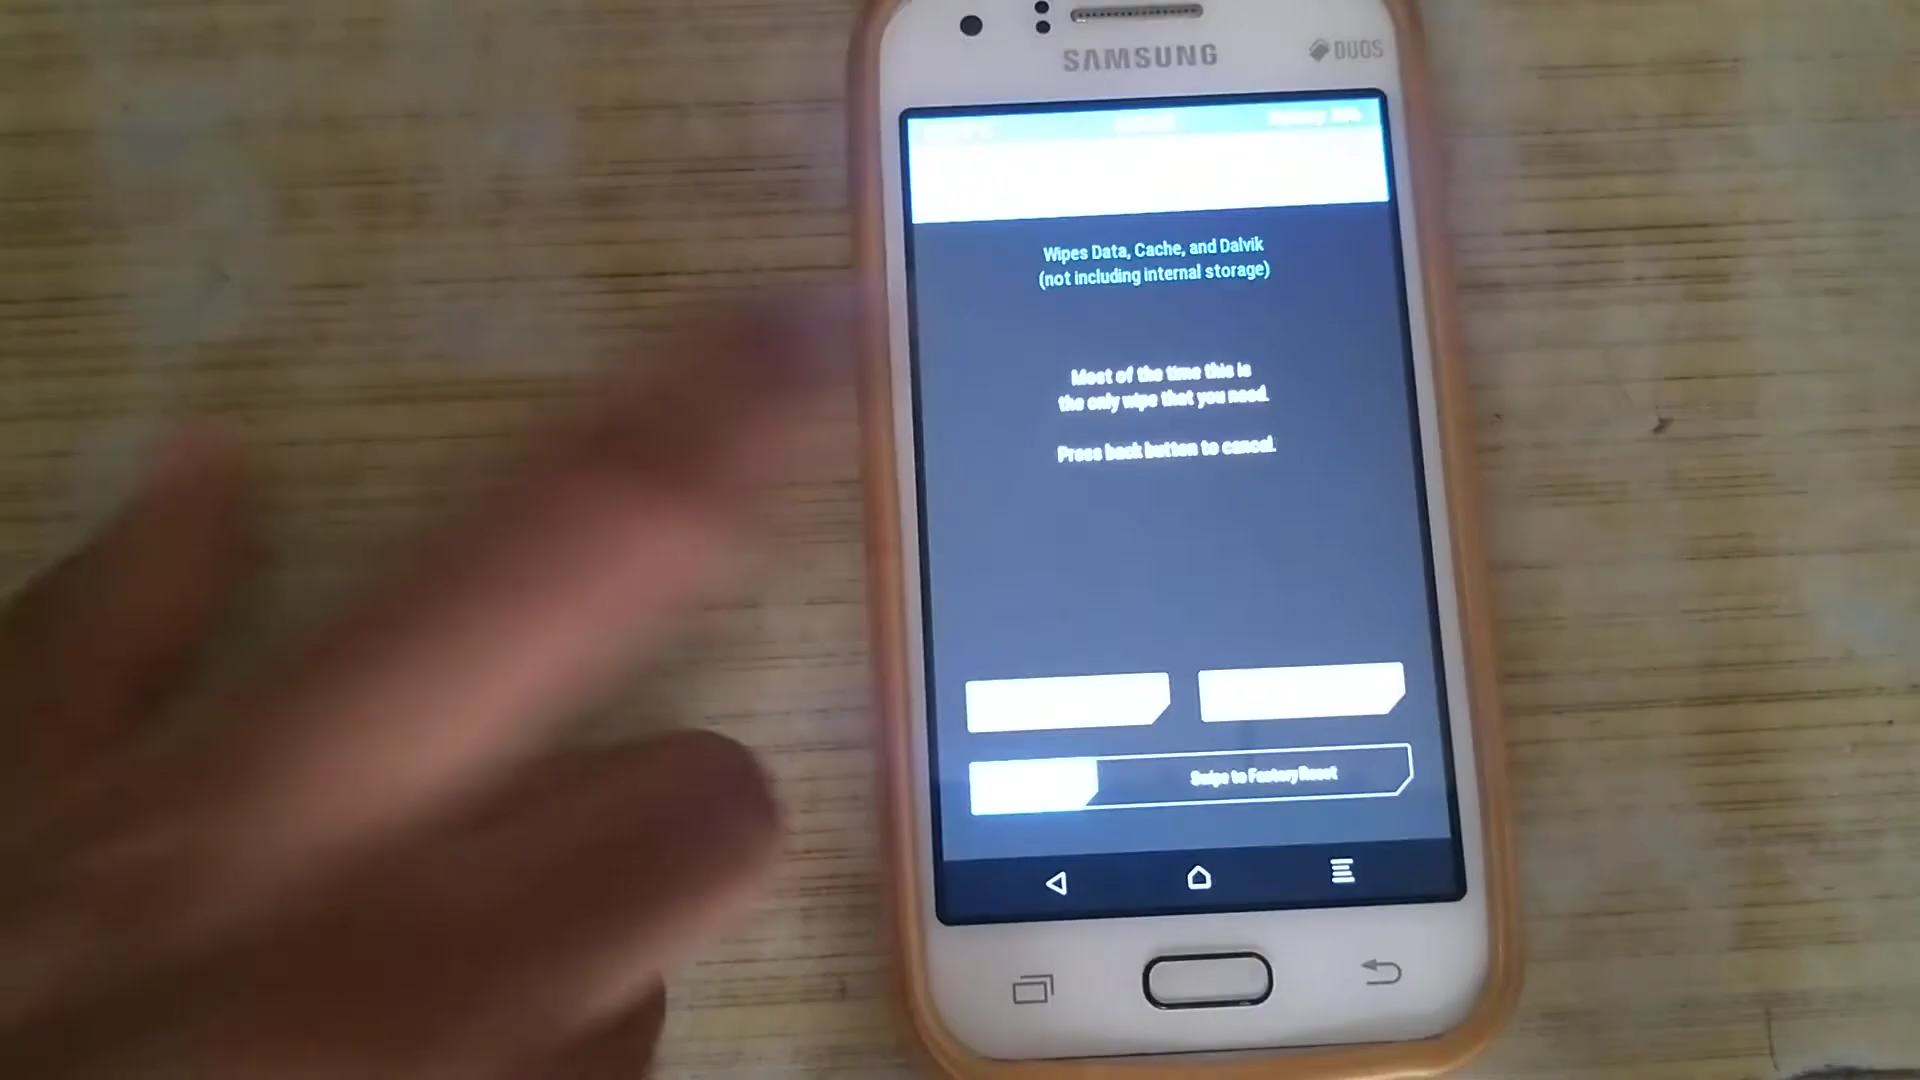 SAMSUNG
DUOS
Wipes Data, Cache, and Dalvik
(not including internal storage)
Most of the time this is
the only wipe that you need.
Press back button to cancel.
Swipe to Factory Reset